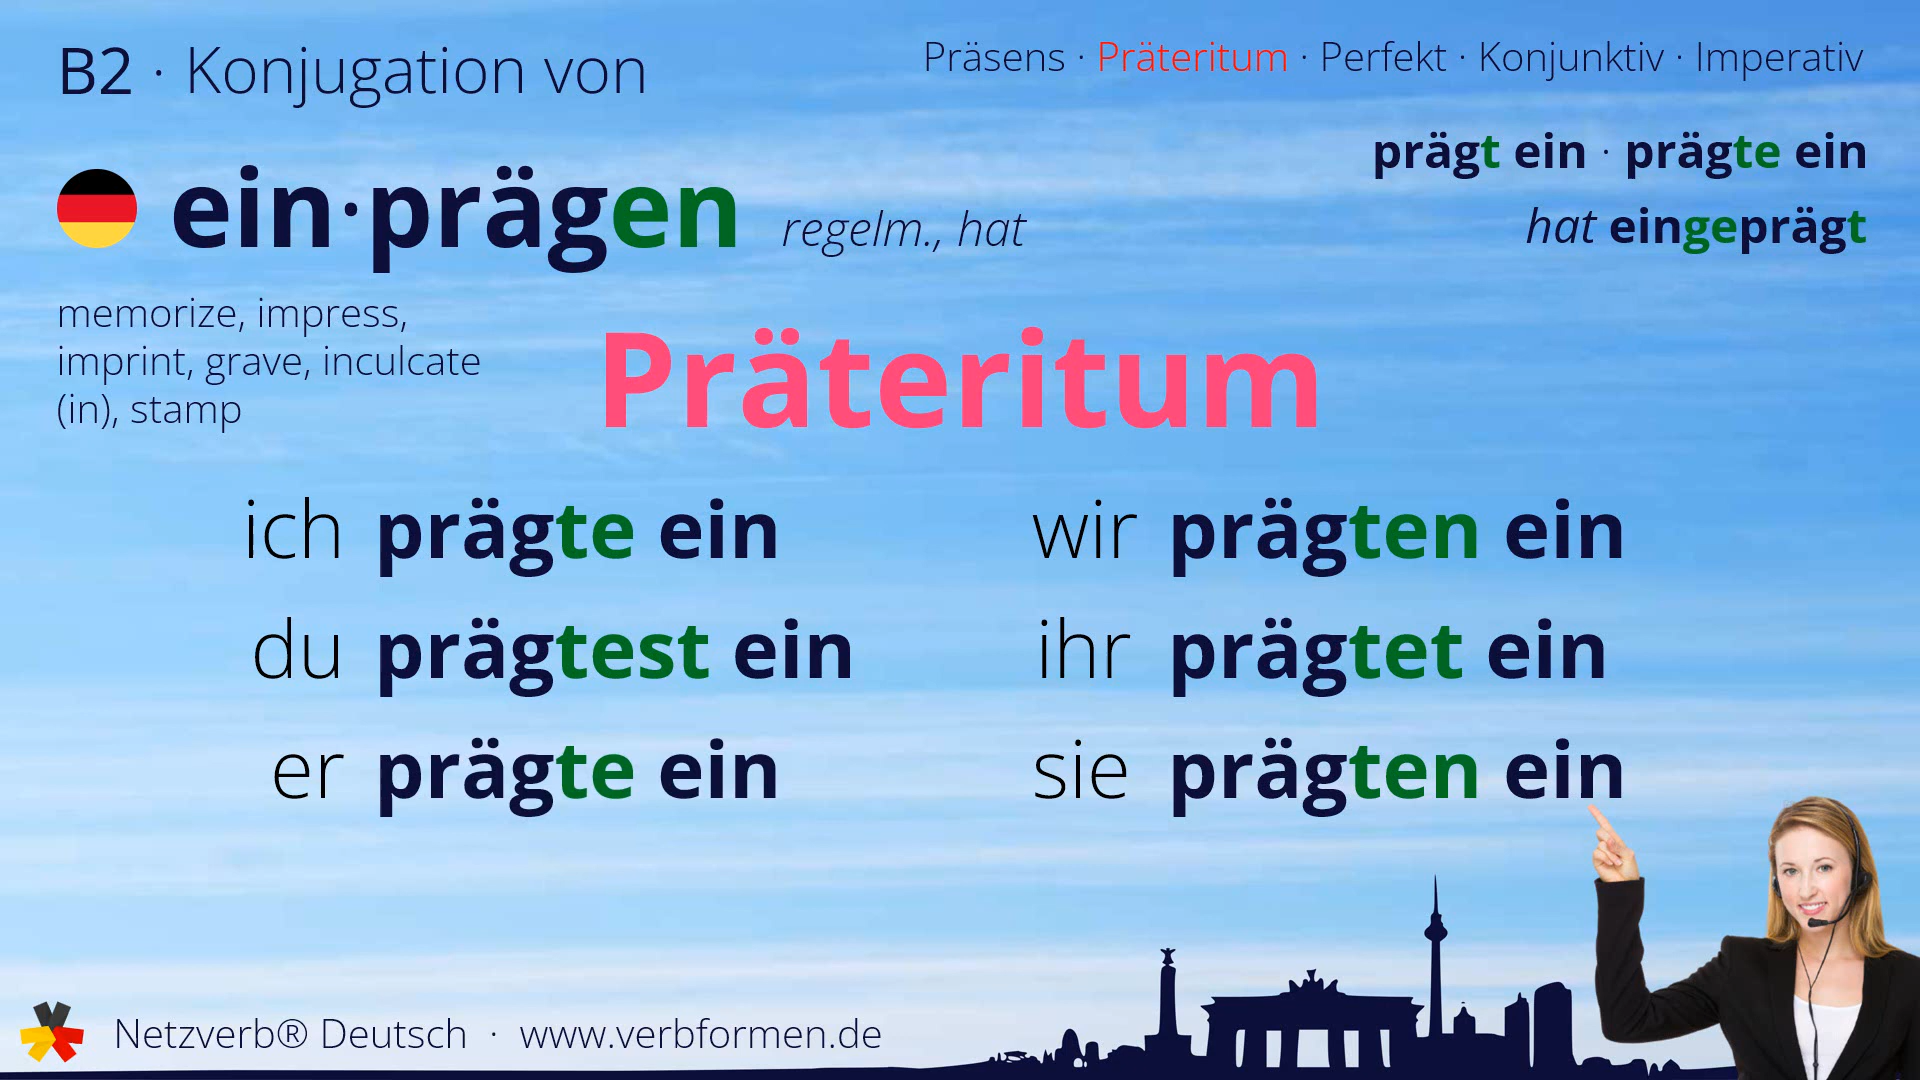 B2 · Konjugation von
Präsens · Präteritum · Perfekt · Konjunktiv · Imperativ
ein·prägen regelm., hat
prägt ein · prägte ein
hat eingeprägt
memorize, impress,
imprint, grave, inculcate
(in), stamp
Präteritum
ich prägte ein
du prägtest ein
er prägte ein
wir prägten ein
ihr prägtet ein
sie prägten ein
Netzverb® Deutsch · www.verbformen.de